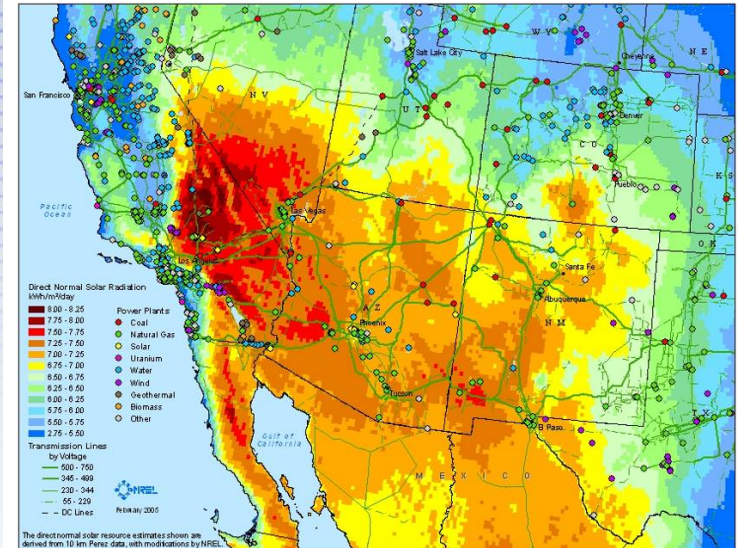 W Y
Salt Lake City
Cheyenne
N E
San Francisco
N V
U T
Denver
C O
Pueblo
K S
Pacific
Ocean
Las Vegas
O K
Los Angeles
Santa Fe
Albuquerque
A Z
Phoenix
N M
Tucson
T X
El Paso
Gulf of
California
M E X I C O
Direct Normal Solar Radiation
kWh/m²/day
8.00 - 8.25
7.75 - 8.00
7.50 - 7.75
7.25 - 7.50
7.00 - 7.25
6.75 - 7.00
6.50 - 6.75
6.25 - 6.50
6.00 - 6.25
5.75 - 6.00
5.50 - 5.75
2.75 - 5.50
Power Plants
Coal
Natural Gas
Solar
Uranium
Water
Wind
Geothermal
Biomass
Other
Transmission Lines
by Voltage
500 - 750
345 - 499
230 - 344
55 - 229
DC Lines
NREL
February 2005
The direct normal solar resource estimates shown are
derived from 10 km Perez data, with modifications by NREL.